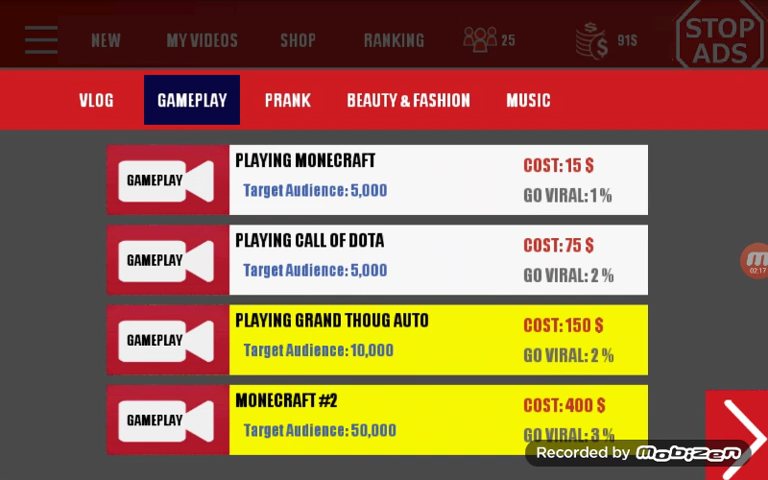 NEW MY VIDEOS SHOP RANKING 25 91$ STOP ADS
VLOG GAMEPLAY PRANK BEAUTY & FASHION MUSIC
GAMEPLAY PLAYING MONECRAFT COST: 15 $
Target Audience: 5,000 GO VIRAL: 1 %
GAMEPLAY PLAYING CALL OF DOTA COST: 75 $
Target Audience: 5,000 GO VIRAL: 2 %
GAMEPLAY PLAYING GRAND THOUG AUTO COST: 150 $
Target Audience: 10,000 GO VIRAL: 2 %
GAMEPLAY MONECRAFT #2 COST: 400 $
Target Audience: 50,000 GO VIRAL: 3 %
02:17
Recorded by mobizen